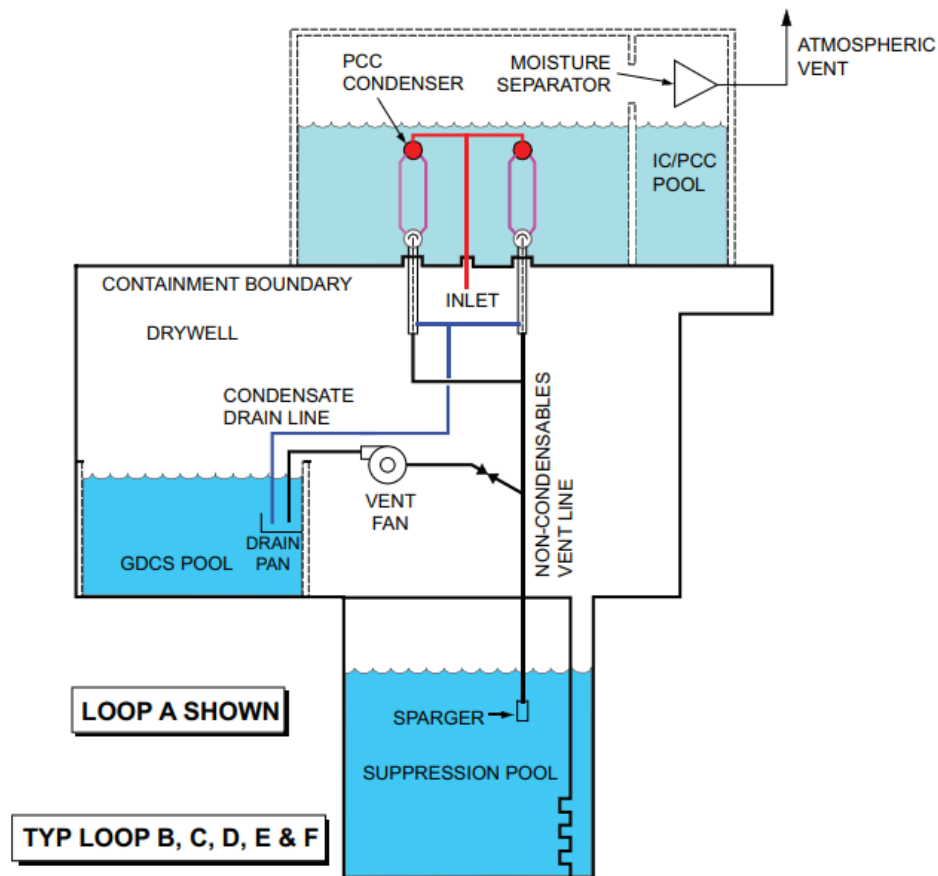 PCC
CONDENSER
MOISTURE
SEPARATOR
ATMOSPHERIC
VENT
IC/PCC
POOL
CONTAINMENT BOUNDARY
INLET
DRYWELL
CONDENSATE
DRAIN LINE
VENT
FAN
NON-CONDENSABLES
VENT LINE
DRAIN
PAN
GDCS POOL
LOOP A SHOWN
SPARGER
SUPPRESSION POOL
TYP LOOP B, C, D, E & F